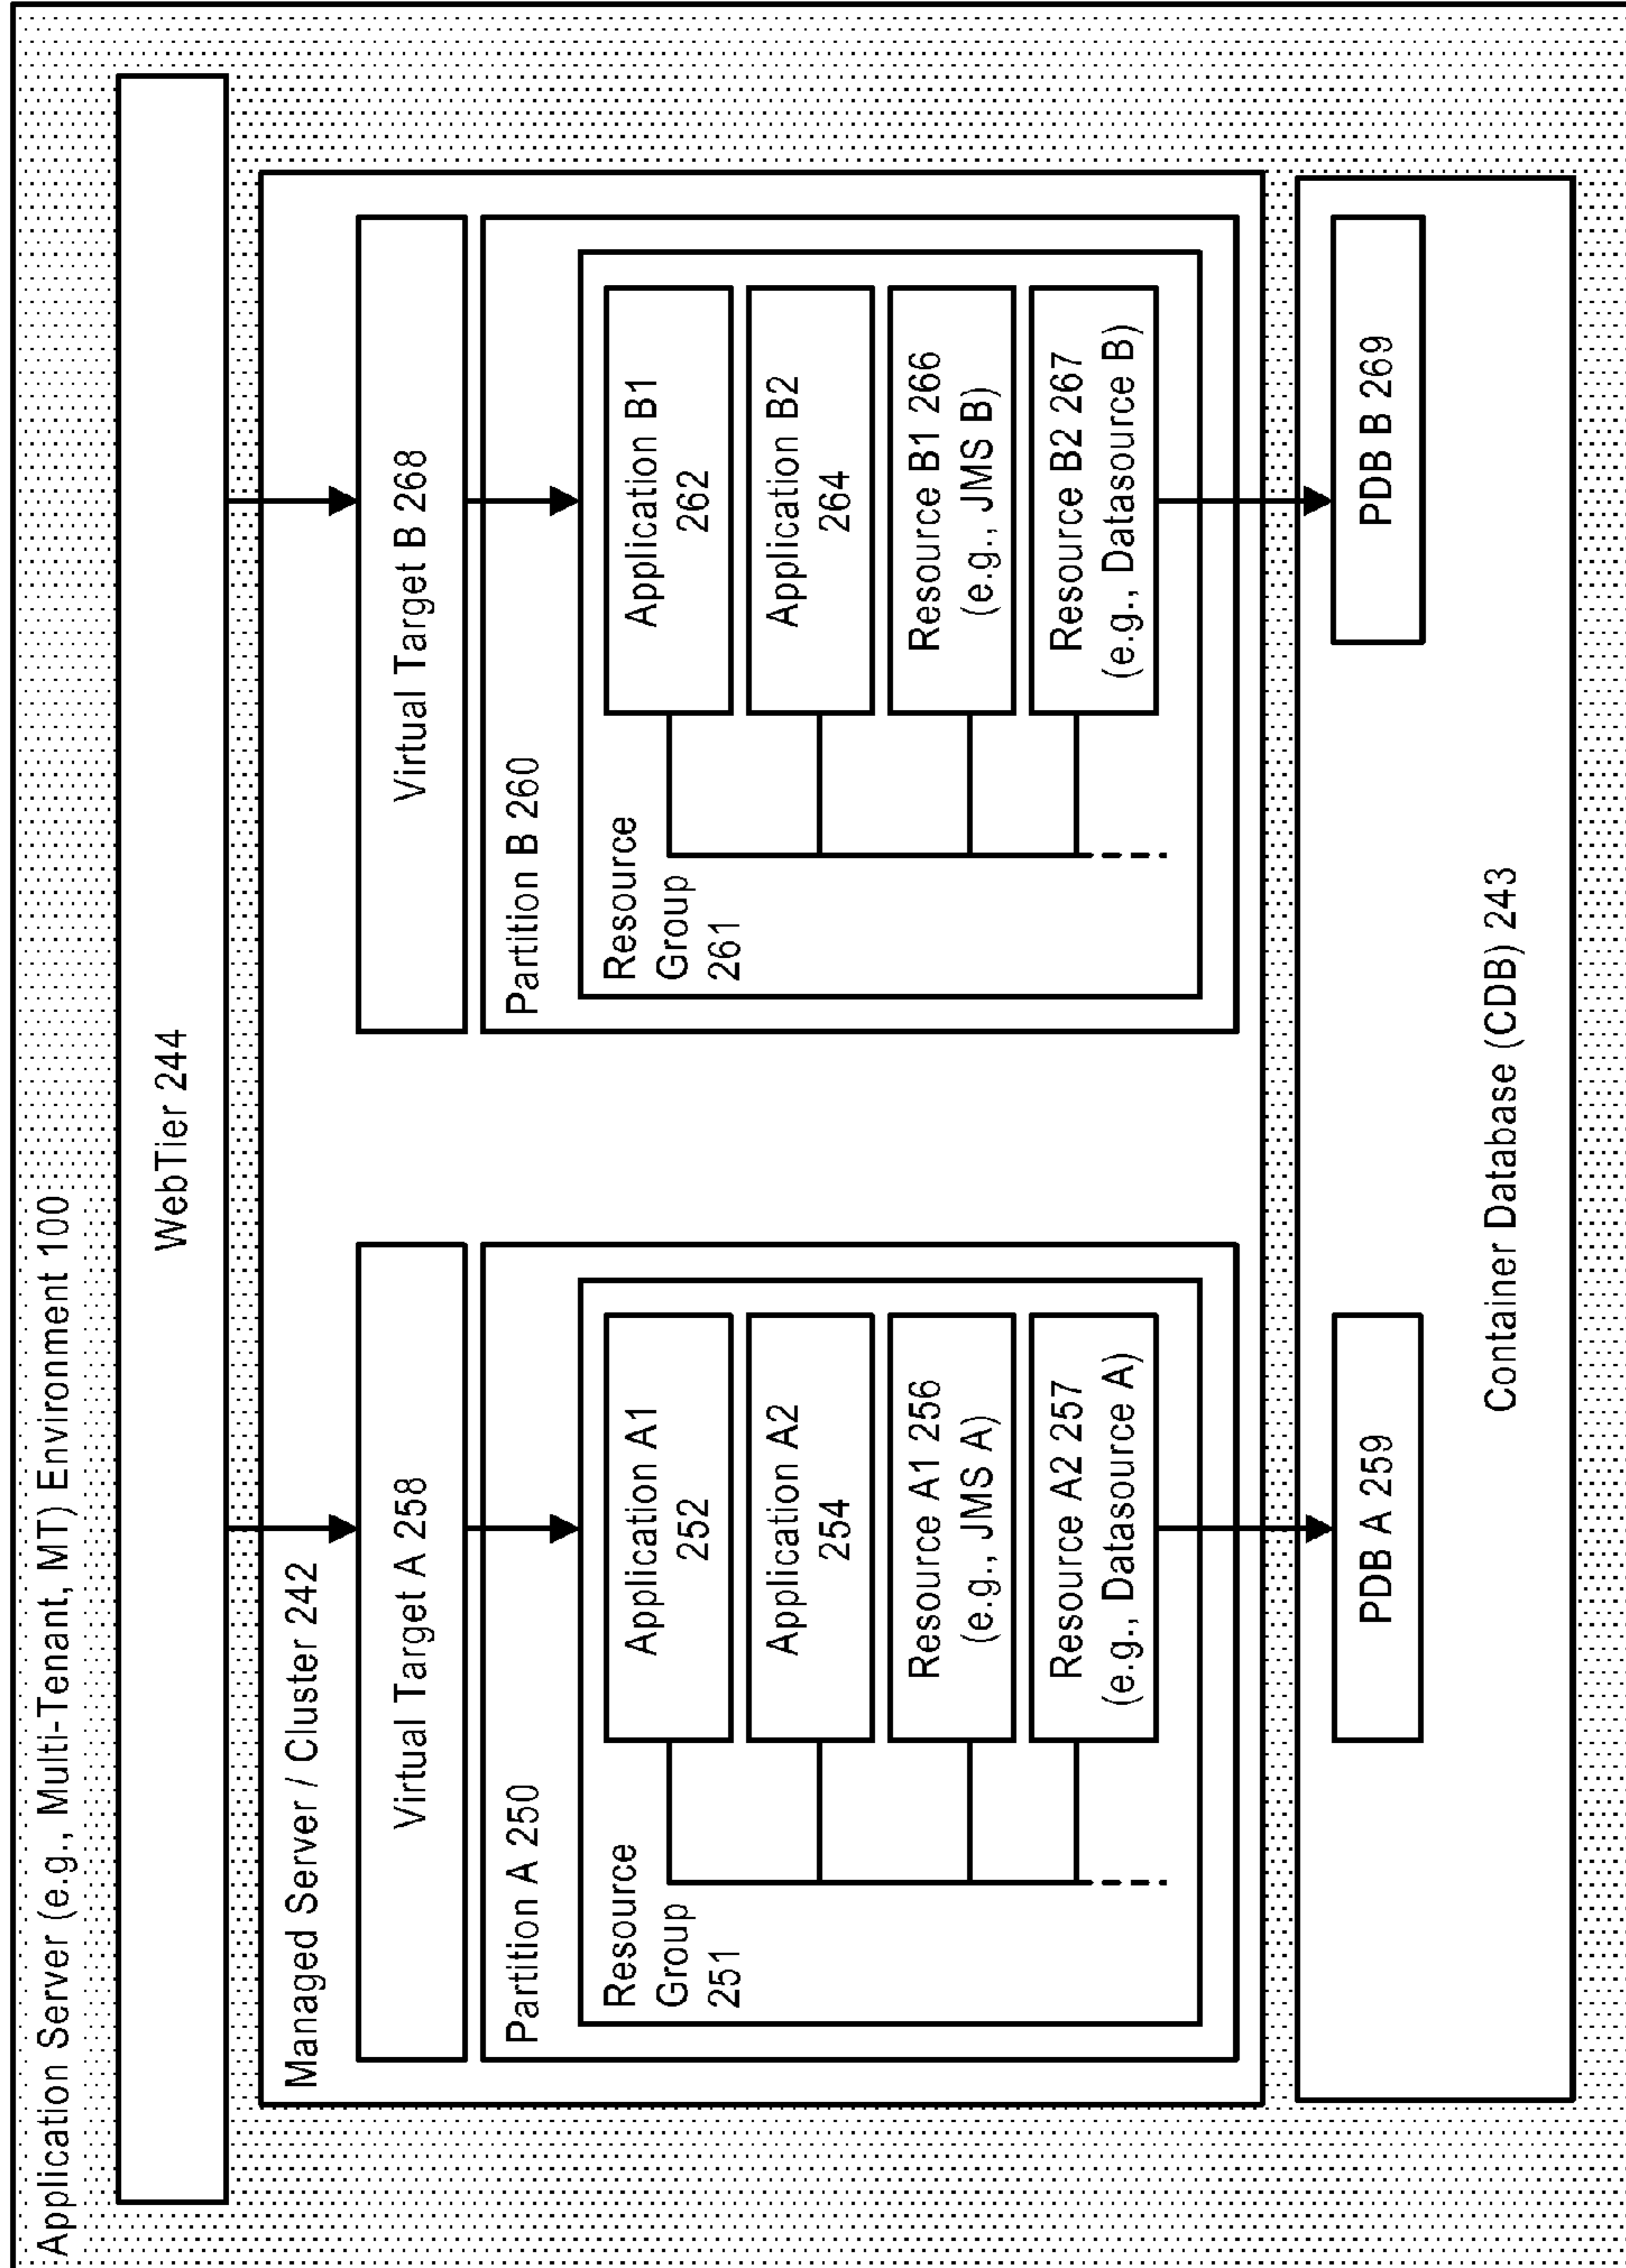 Application Server (e.g., Multi-Tenant, MT) Environment 100
WebTier 244
Managed Server / Cluster 242
Virtual Target A 258
Partition A 250
Resource
Group
251
Application A1
252
Application A2
254
Resource A1 256
(e.g., JMS A)
Resource A2 257
(e.g., Datasource A)
Virtual Target B 268
Partition B 260
Resource
Group
261
Application B1
262
Application B2
264
Resource B1 266
(e.g., JMS B)
Resource B2 267
(e.g., Datasource B)
PDB A 259
PDB B 269
Container Database (CDB) 243